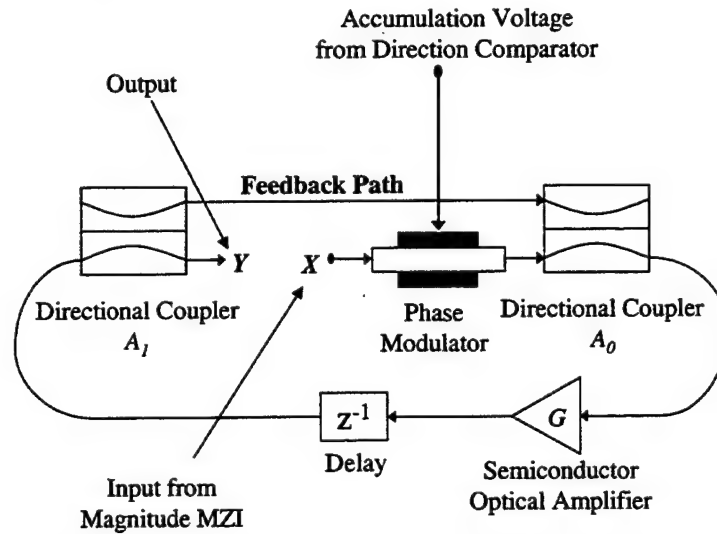 Accumulation Voltage
from Direction Comparator
Output
Feedback Path
Y
X
Directional Coupler
A1
Phase
Modulator
Directional Coupler
A0
Z-1
Delay
G
Semiconductor
Optical Amplifier
Input from
Magnitude MZI